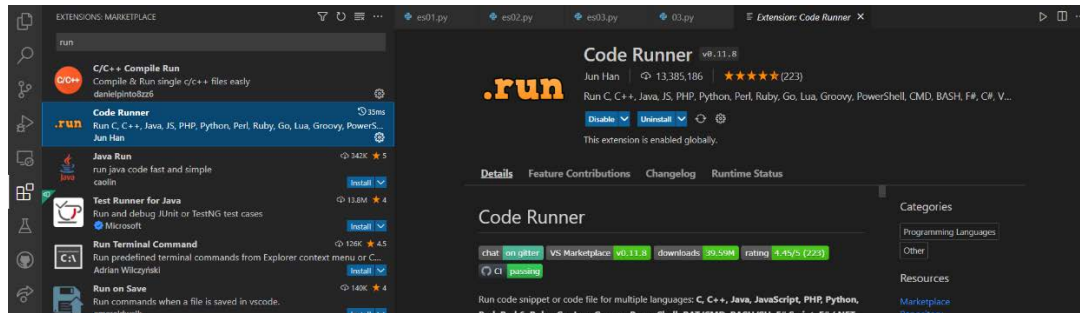 EXTENSIONS: MARKETPLACE
es01.py
es02.py
es03.py
03.py
Extension: Code Runner
run
C/C++
C/C++ Compile Run
Compile & Run single c/c++ files easly
danielpinto8zz6
.run
Code Runner
35ms
Run C, C++, Java, JS, PHP, Python, Perl, Ruby, Go, Lua, Groovy, PowerS...
Jun Han
Java
Java Run
342K ★ 5
run java code fast and simple
caolin
Install
Test Runner for Java
13.8M ★ 4
Run and debug JUnit or TestNG test cases
Microsoft
Install
C:\
Run Terminal Command
126K ★ 4.5
Run predefined terminal commands from Explorer context menu or C...
Adrian Wilczyński
Install
Run on Save
140K ★ 4
Run commands when a file is saved in vscode.
.run
Code Runner v0.11.8
Jun Han 13,385,186 ★★★★★(223)
Run C, C++, Java, JS, PHP, Python, Perl, Ruby, Go, Lua, Groovy, PowerShell, CMD, BASH, F#, C#, V...
Disable Uninstall
This extension is enabled globally.
Details Feature Contributions Changelog Runtime Status
Code Runner
chat on gitter VS Marketplace v0.11.8 downloads 39.59M rating 4.45/5 (223)
CI passing
Run code snippet or code file for multiple languages: C, C++, Java, JavaScript, PHP, Python,
Categories
Programming Languages
Other
Resources
Marketplace